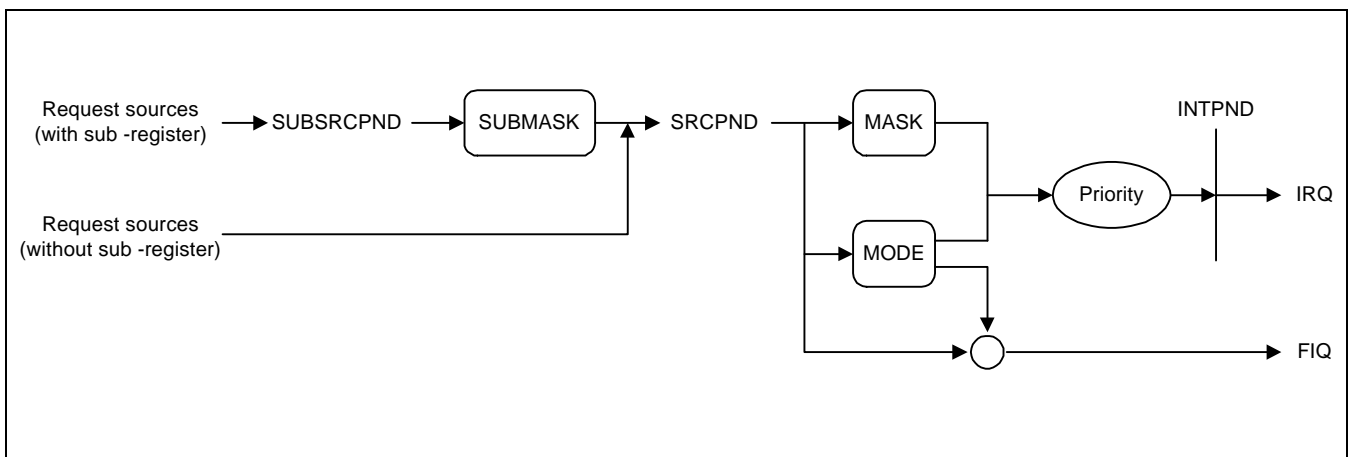 Request sources
(with sub -register)
SUBSRCPND
SUBMASK
SRCPND
MASK
INTPND
Priority
IRQ
Request sources
(without sub -register)
MODE
FIQ